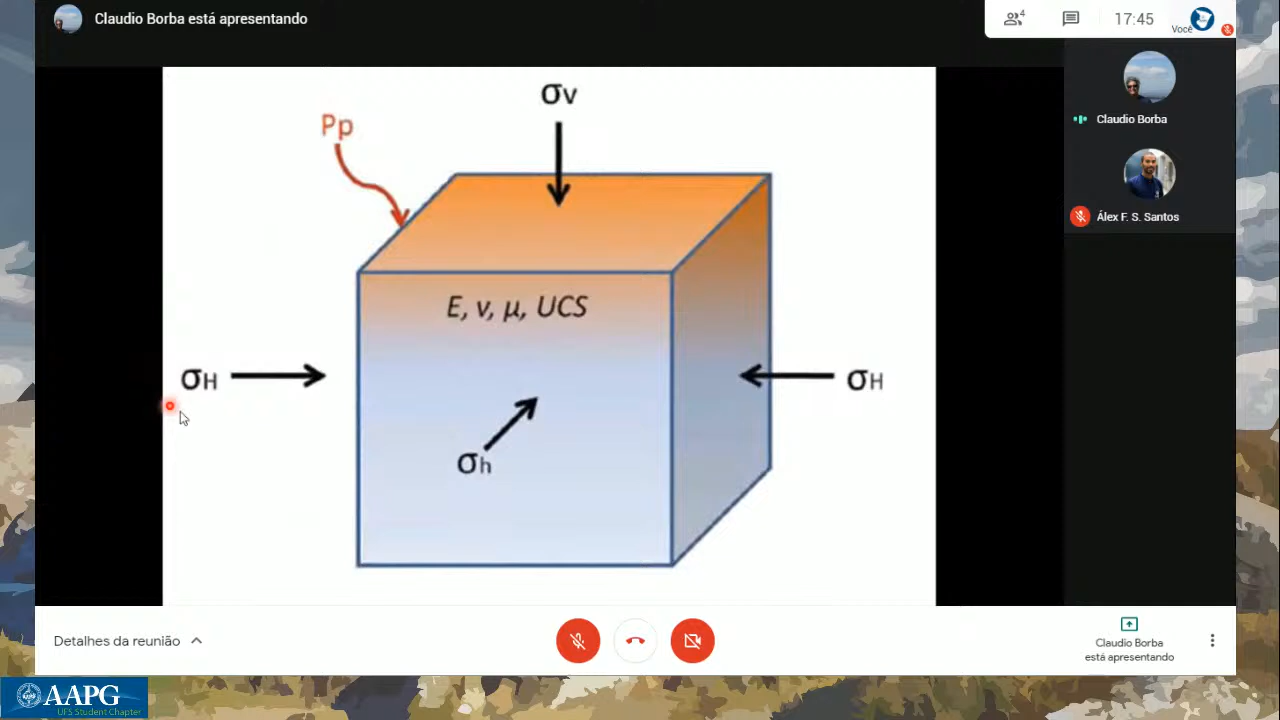 Claudio Borba está apresentando
4
17:45
Você
Claudio Borba
Álex F. S. Santos
σv
Pp
E, ν, μ, UCS
σH
σH
σh
Detalhes da reunião
Claudio Borba
está apresentando
AAPG
UFS Student Chapter